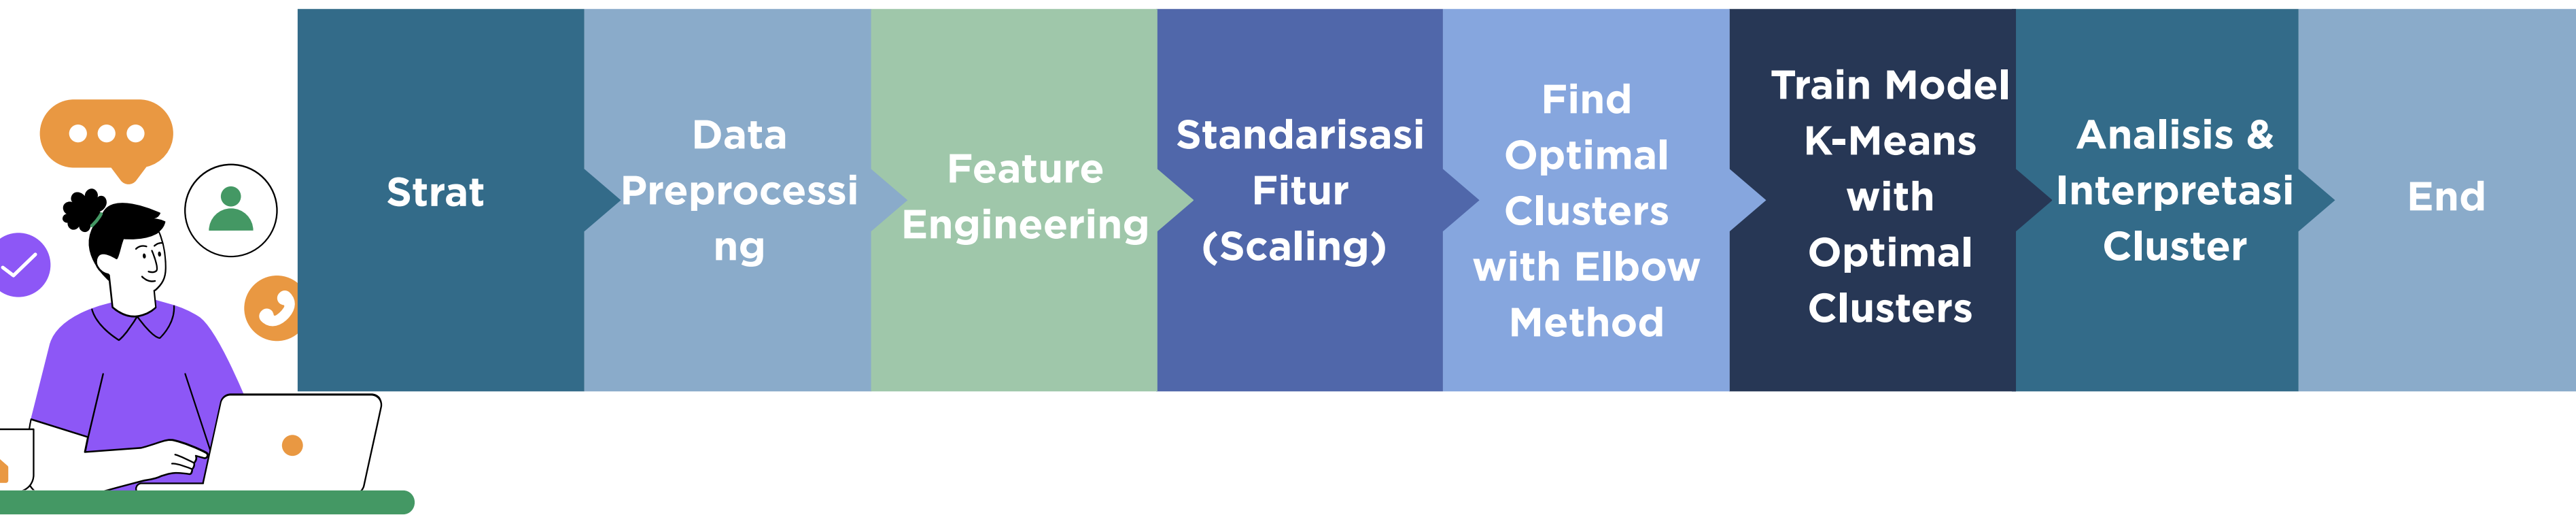 Strat
Data
Preprocessi
ng
Feature
Engineering
Standarisasi
Fitur
(Scaling)
Find
Optimal
Clusters
with Elbow
Method
Train Model
K-Means
with
Optimal
Clusters
Analisis &
Interpretasi
Cluster
End